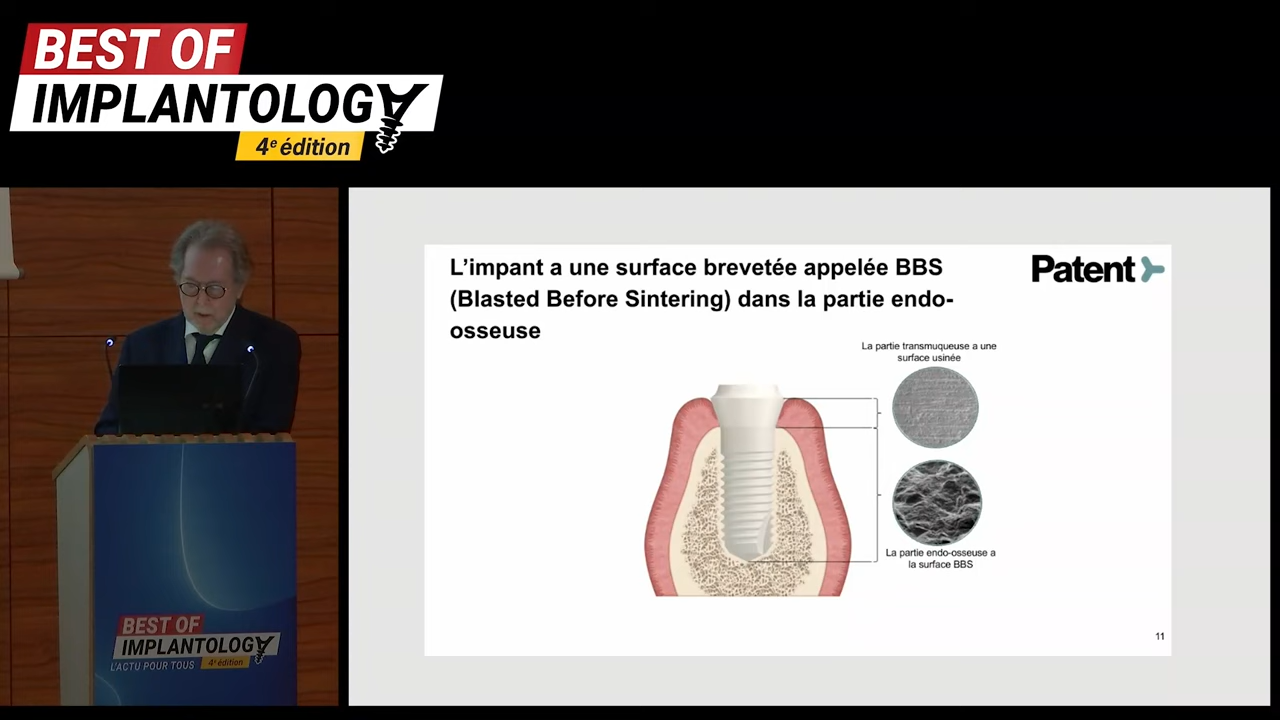 BEST OF
IMPLANTOLOGY
4e édition
L'impant a une surface brevetée appelée BBS
(Blasted Before Sintering) dans la partie endo-
osseuse
Patent
La partie transmuqueuse a une
surface usinée
La partie endo-osseuse a
la surface BBS
11
BEST OF
IMPLANTOLOGY
L'ACTU POUR TOUS
4e édition